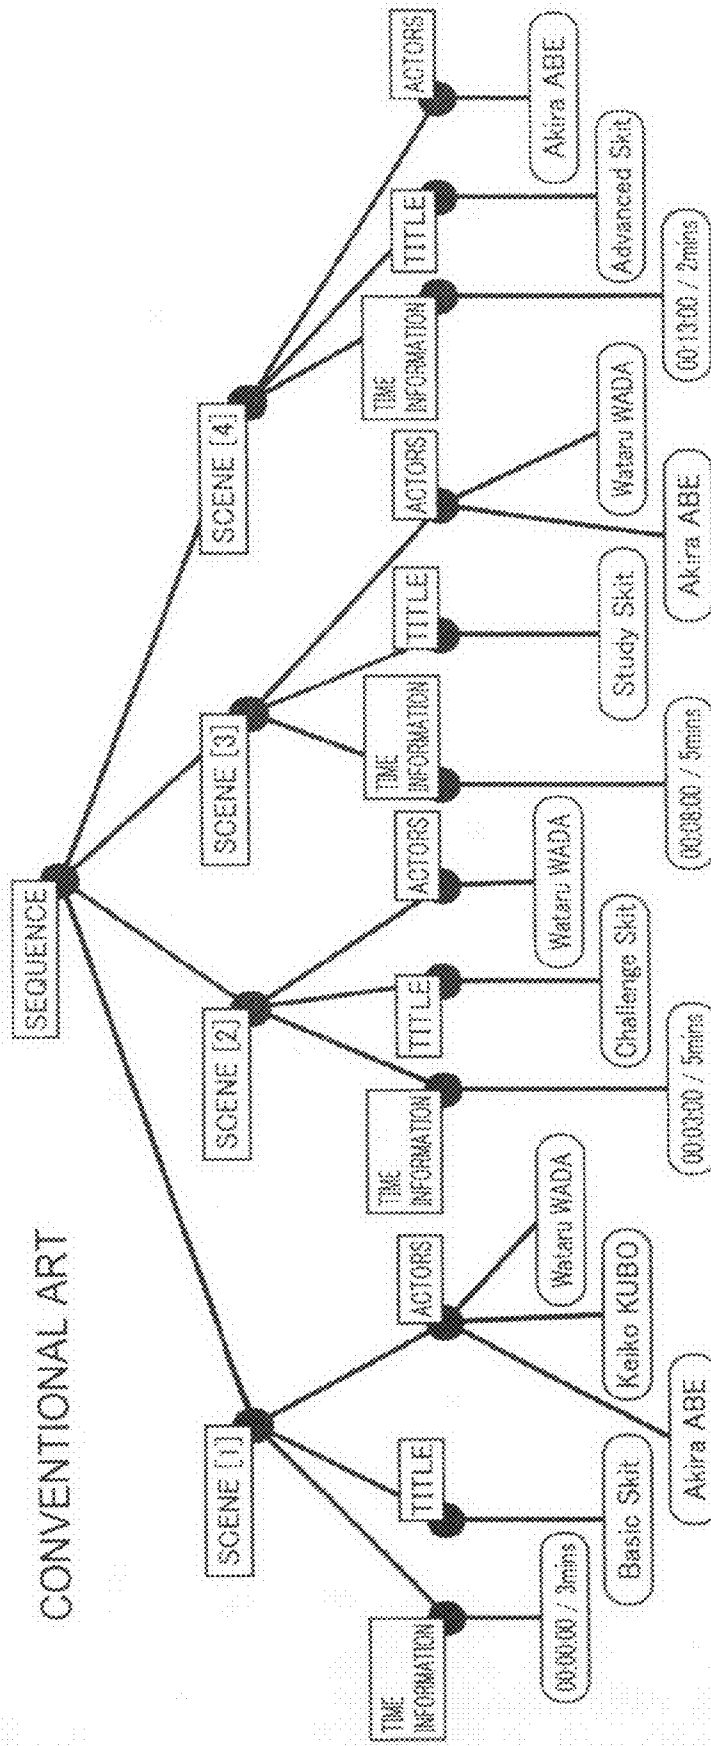 CONVENTIONAL ART
SEQUENCE
SCENE [1]
SCENE [2]
SCENE [3]
SCENE [4]
TIME
INFORMATION
TITLE
ACTORS
TIME
INFORMATION
TITLE
ACTORS
TIME
INFORMATION
TITLE
ACTORS
TIME
INFORMATION
TITLE
ACTORS
00:00:00 / 3mins
Basic Skit
Akira ABE
Keiko KUBO
Wataru WADA
00:03:00 / 5mins
Challenge Skit
Wataru WADA
00:08:00 / 5mins
Study Skit
Akira ABE
Wataru WADA
00:13:00 / 2mins
Advanced Skit
Akira ABE